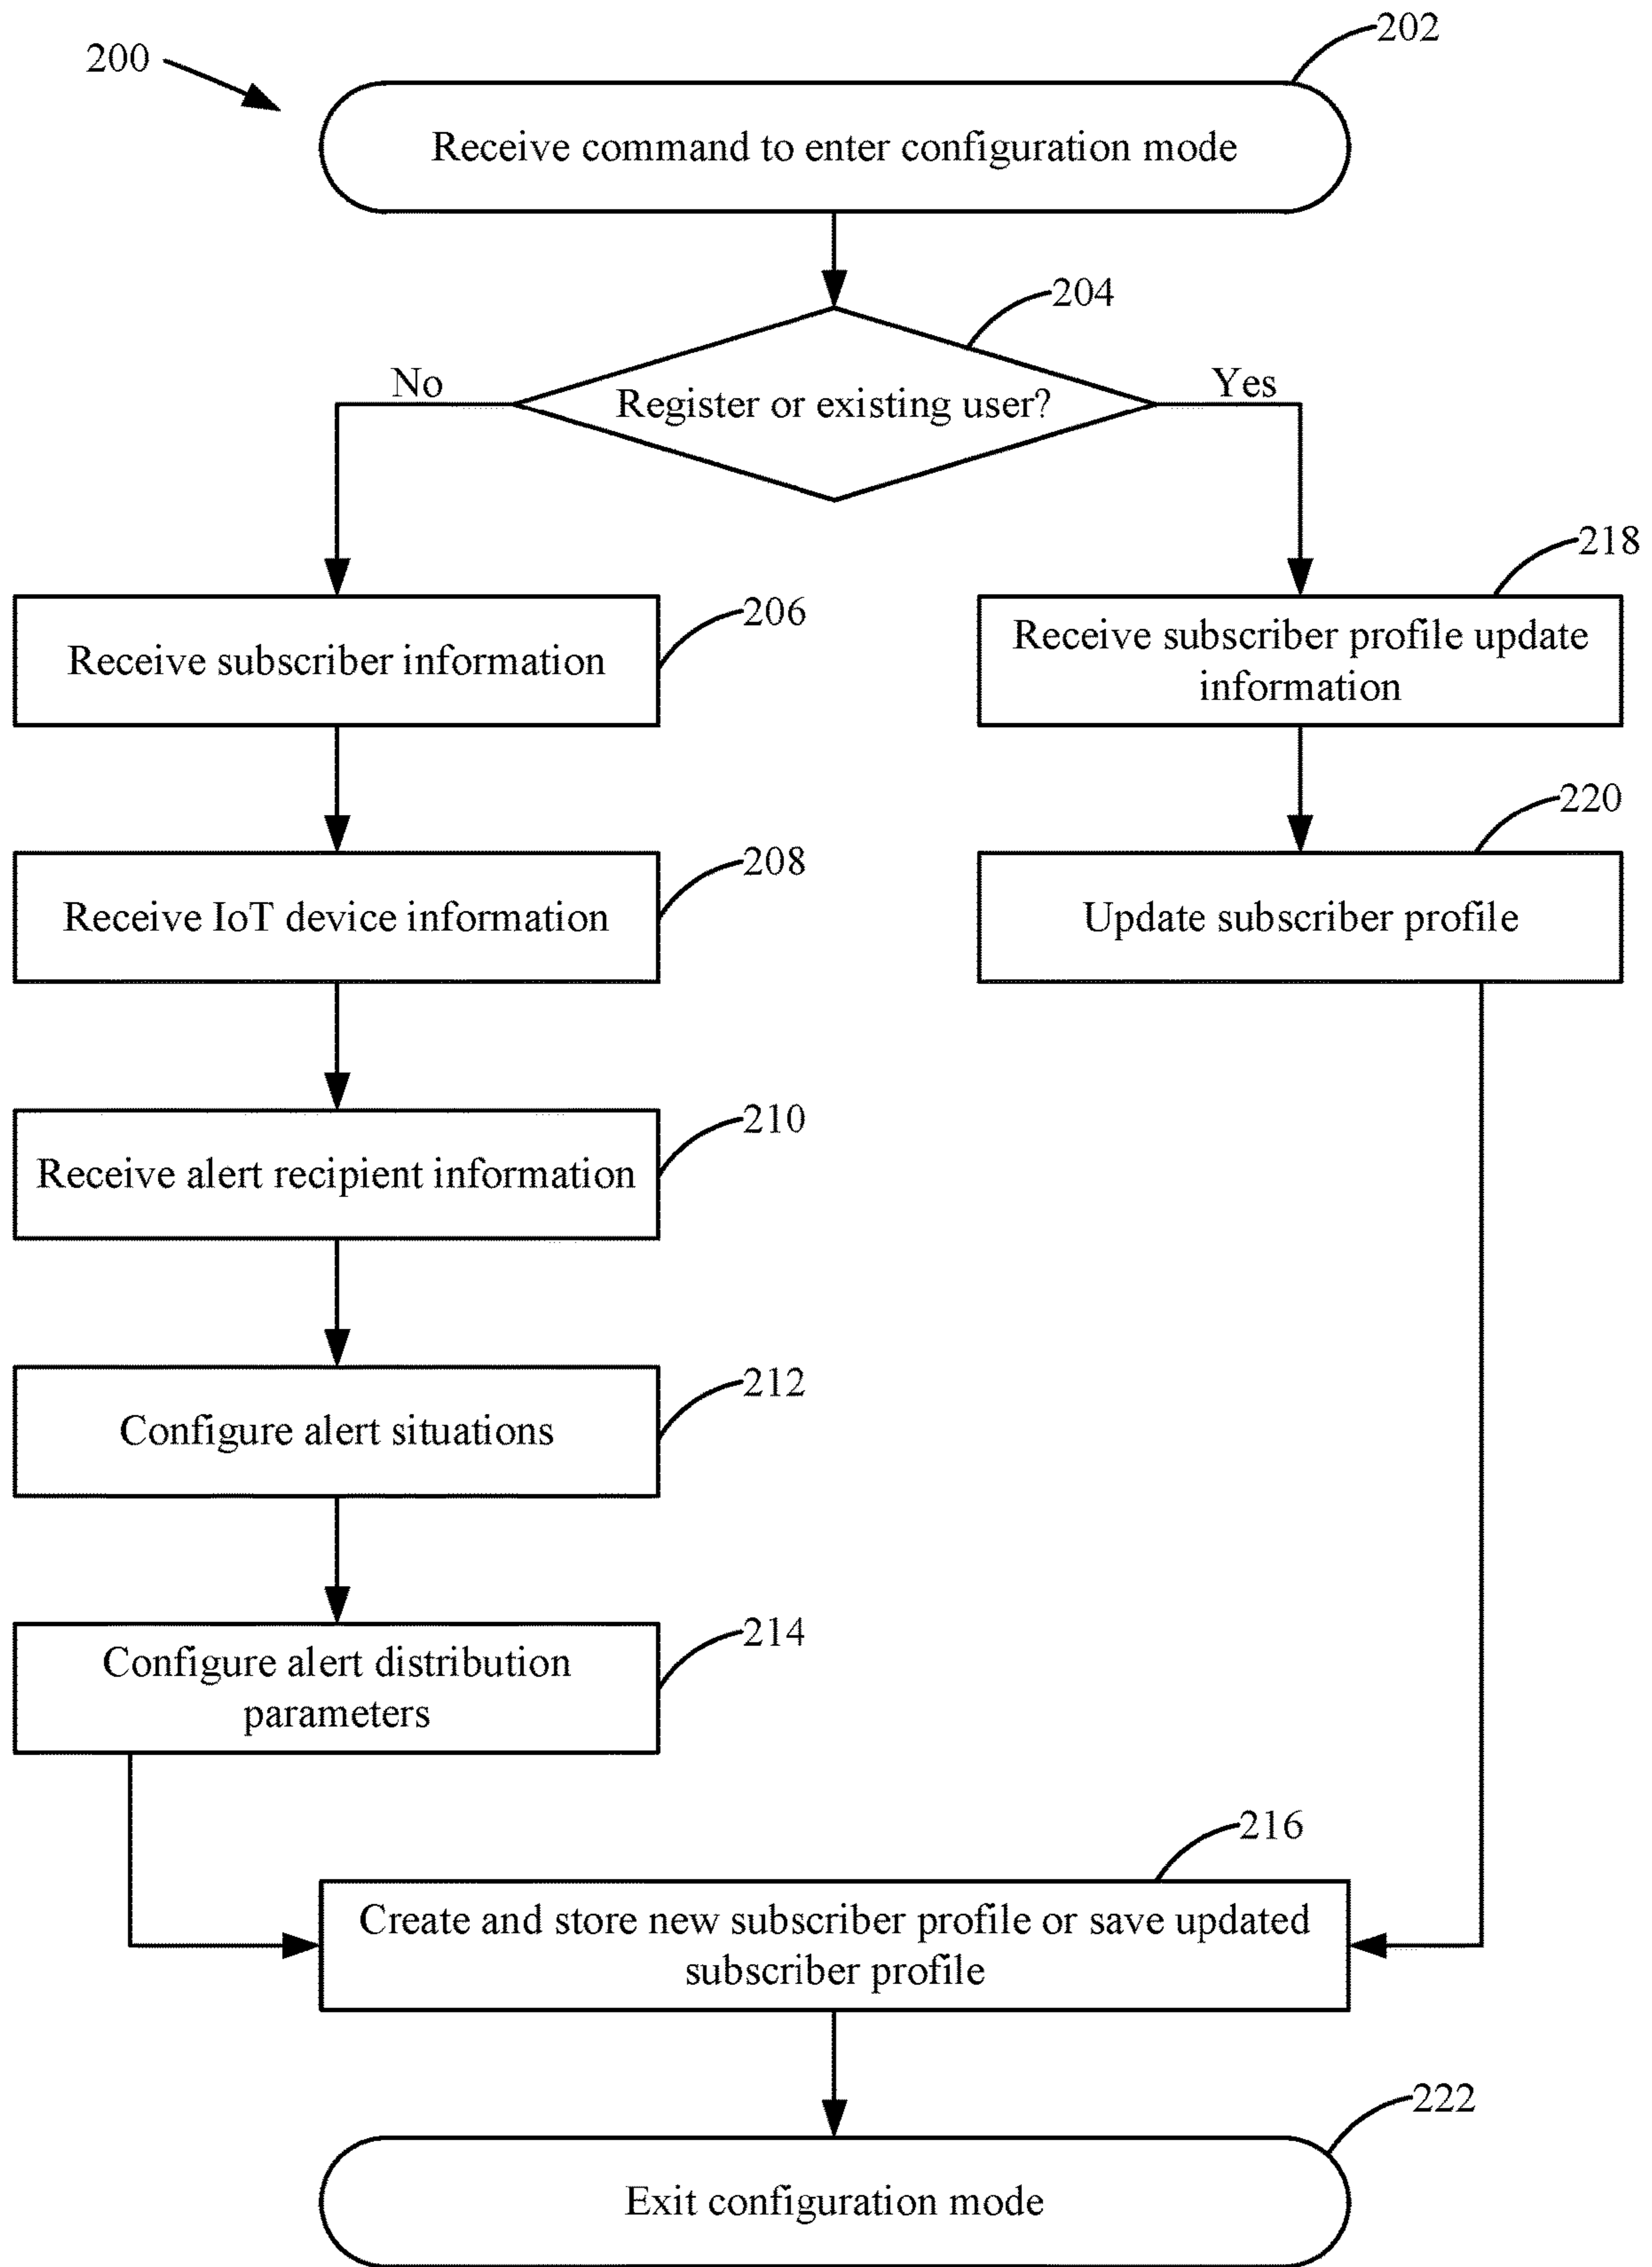 200
202
Receive command to enter configuration mode
204
No
Register or existing user?
Yes
206
Receive subscriber information
218
Receive subscriber profile update
information
208
Receive IoT device information
220
Update subscriber profile
210
Receive alert recipient information
212
Configure alert situations
214
Configure alert distribution
parameters
216
Create and store new subscriber profile or save updated
subscriber profile
222
Exit configuration mode